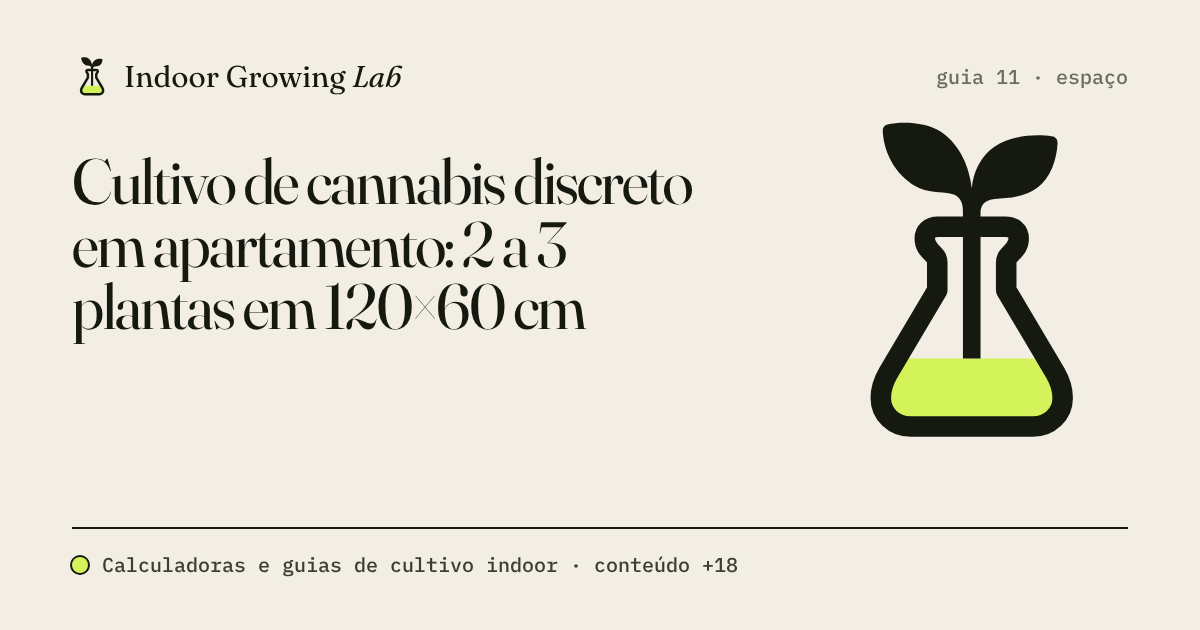 Indoor Growing Lab
guia 11 · espaço
Cultivo de cannabis discreto
em apartamento: 2 a 3
plantas em 120×60 cm
Calculadoras e guias de cultivo indoor · conteúdo +18